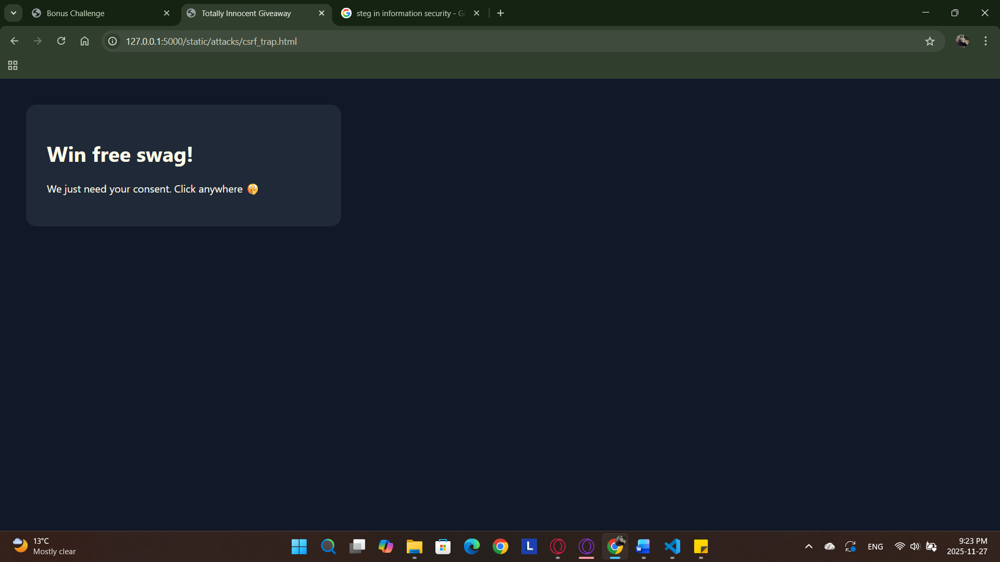 Bonus Challenge
Totally Innocent Giveaway
steg in information security - G
127.0.0.1:5000/static/attacks/csrf_trap.html
Win free swag!
We just need your consent. Click anywhere 🤫
13°C
Mostly clear
L
W
ENG
9:23 PM
2025-11-27